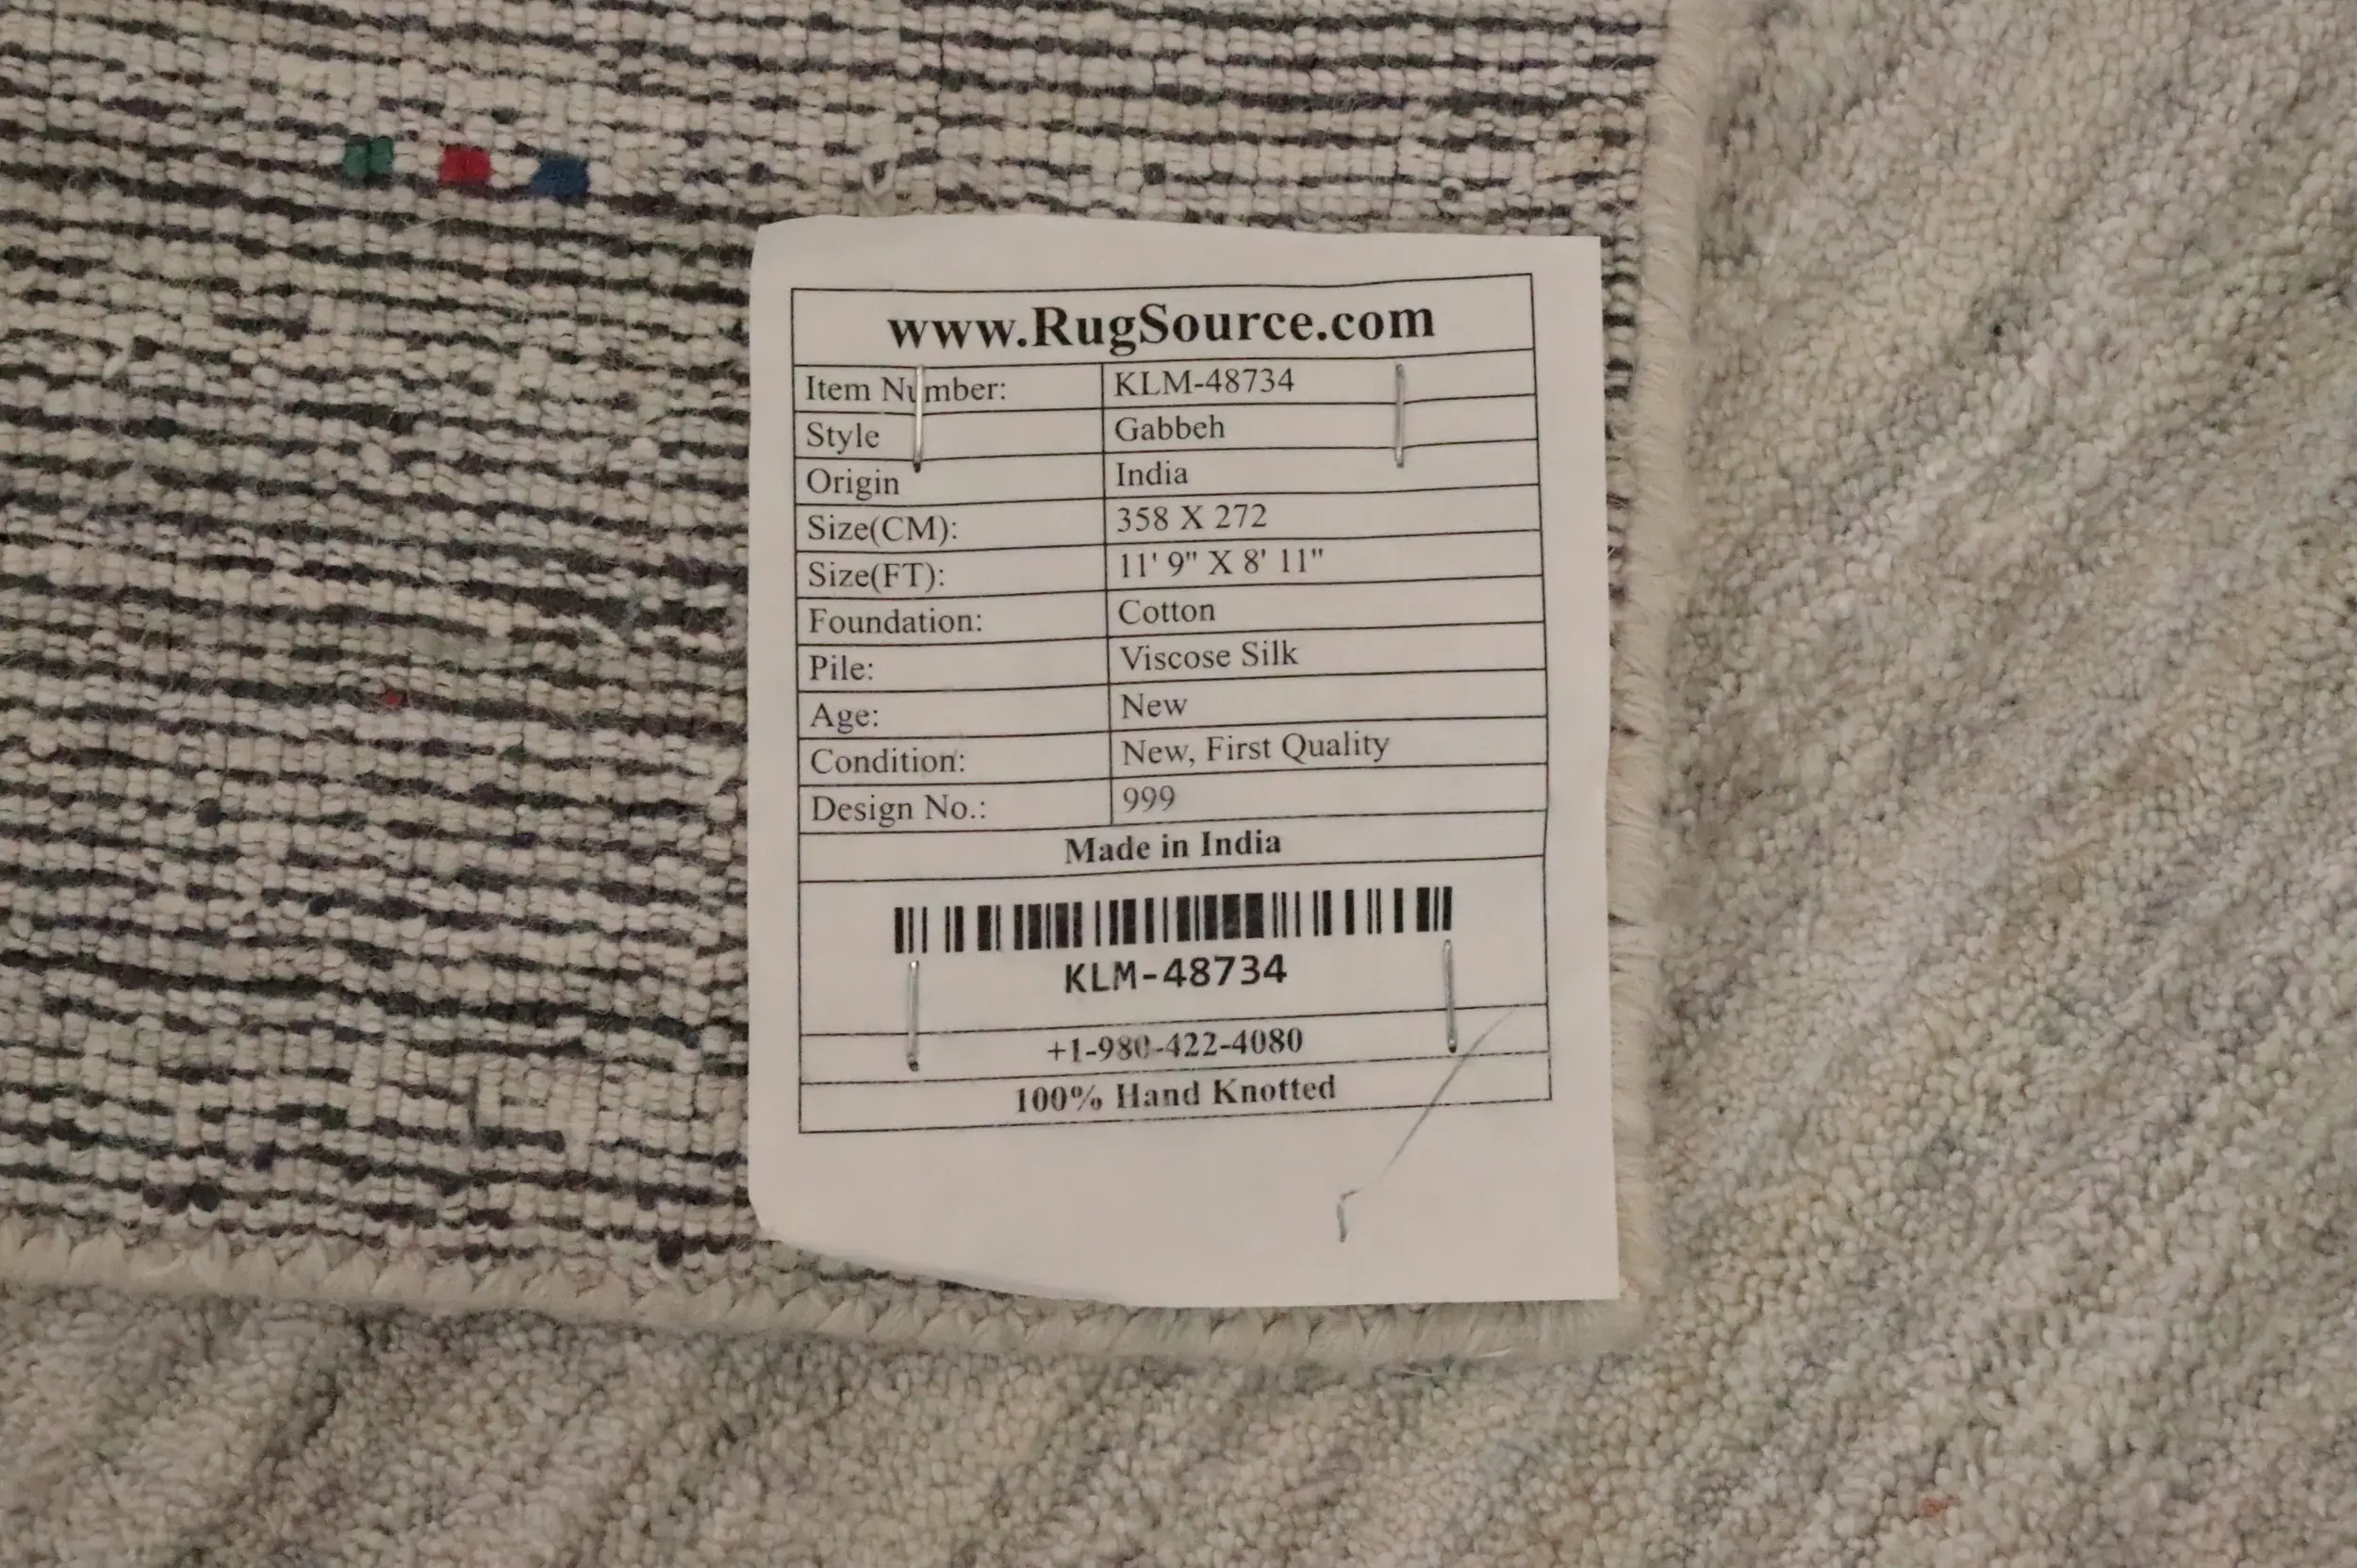 www.RugSource.com
Item Number: KLM-48734
Style Gabbeh
Origin India
Size(CM): 358 X 272
Size(FT): 11' 9" X 8' 11"
Foundation: Cotton
Pile: Viscose Silk
Age: New
Condition: New, First Quality
Design No.: 999
Made in India
KLM-48734
+1-980-422-4080
100% Hand Knotted